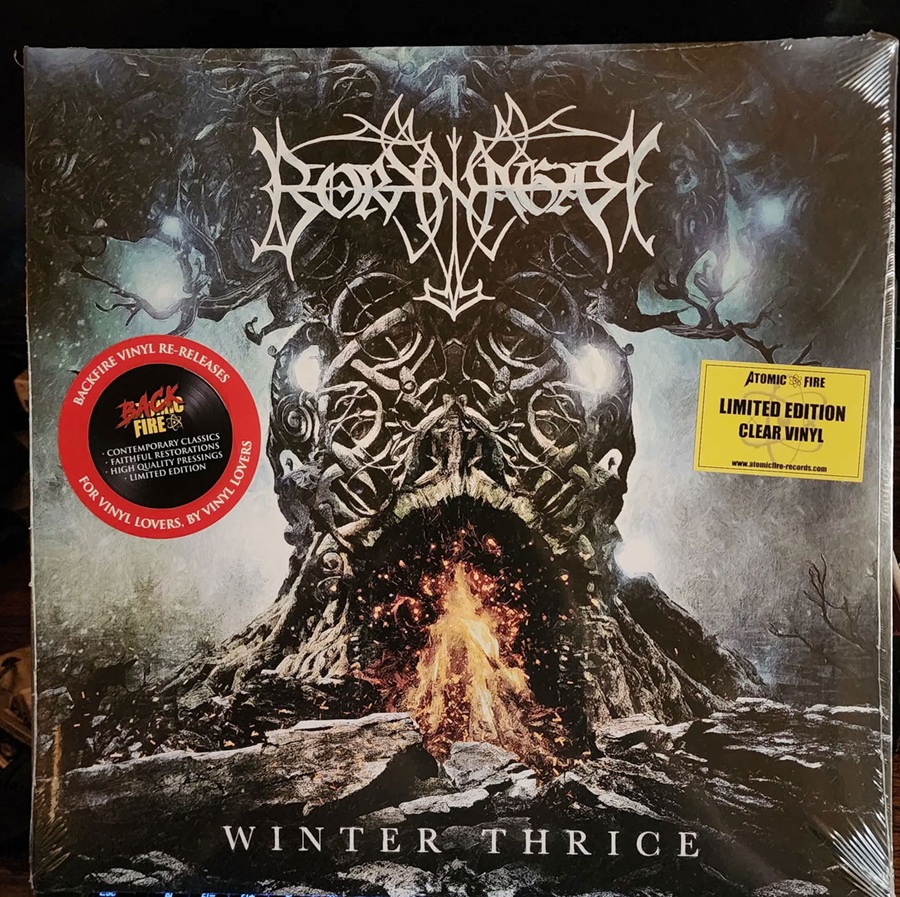 BORKNAGAR
BACKFIRE VINYL RE-RELEASES
BACK
FIRE
· CONTEMPORARY CLASSICS
· FAITHFUL RESTORATIONS
· HIGH QUALITY PRESSINGS
· LIMITED EDITION
FOR VINYL LOVERS, BY VINYL LOVERS
ATOMIC FIRE
LIMITED EDITION
CLEAR VINYL
www.atomicfire-records.com
WINTER THRICE